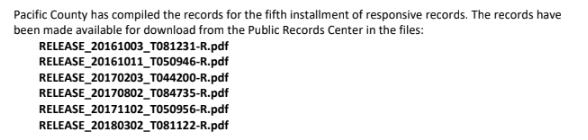 Pacific County has compiled the records for the fifth installment of responsive records. The records have
been made available for download from the Public Records Center in the files:
RELEASE_20161003_T081231-R.pdf
RELEASE_20161011_T050946-R.pdf
RELEASE_20170203_T044200-R.pdf
RELEASE_20170802_T084735-R.pdf
RELEASE_20171102_T050956-R.pdf
RELEASE_20180302_T081122-R.pdf